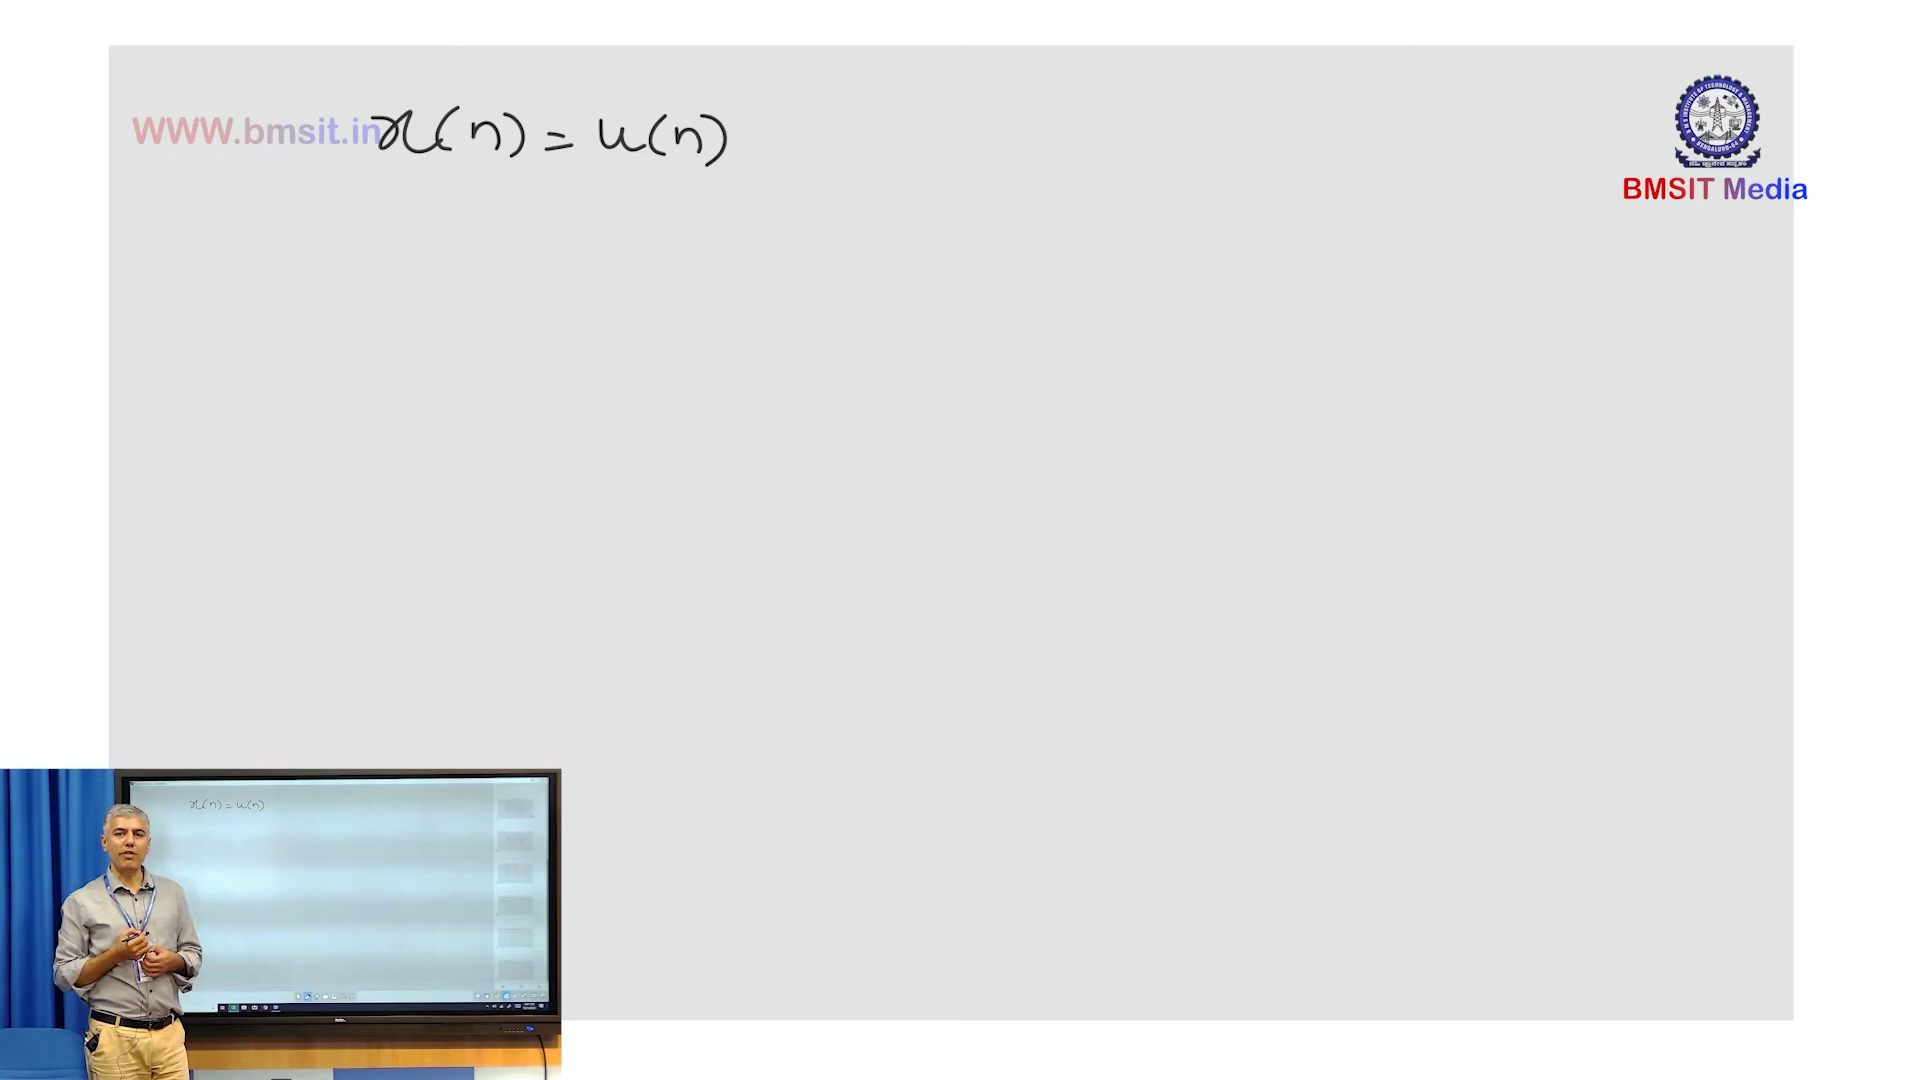 WWW.bmsit.in x(n) = u(n)
BMSIT Media
x(n) = u(n)